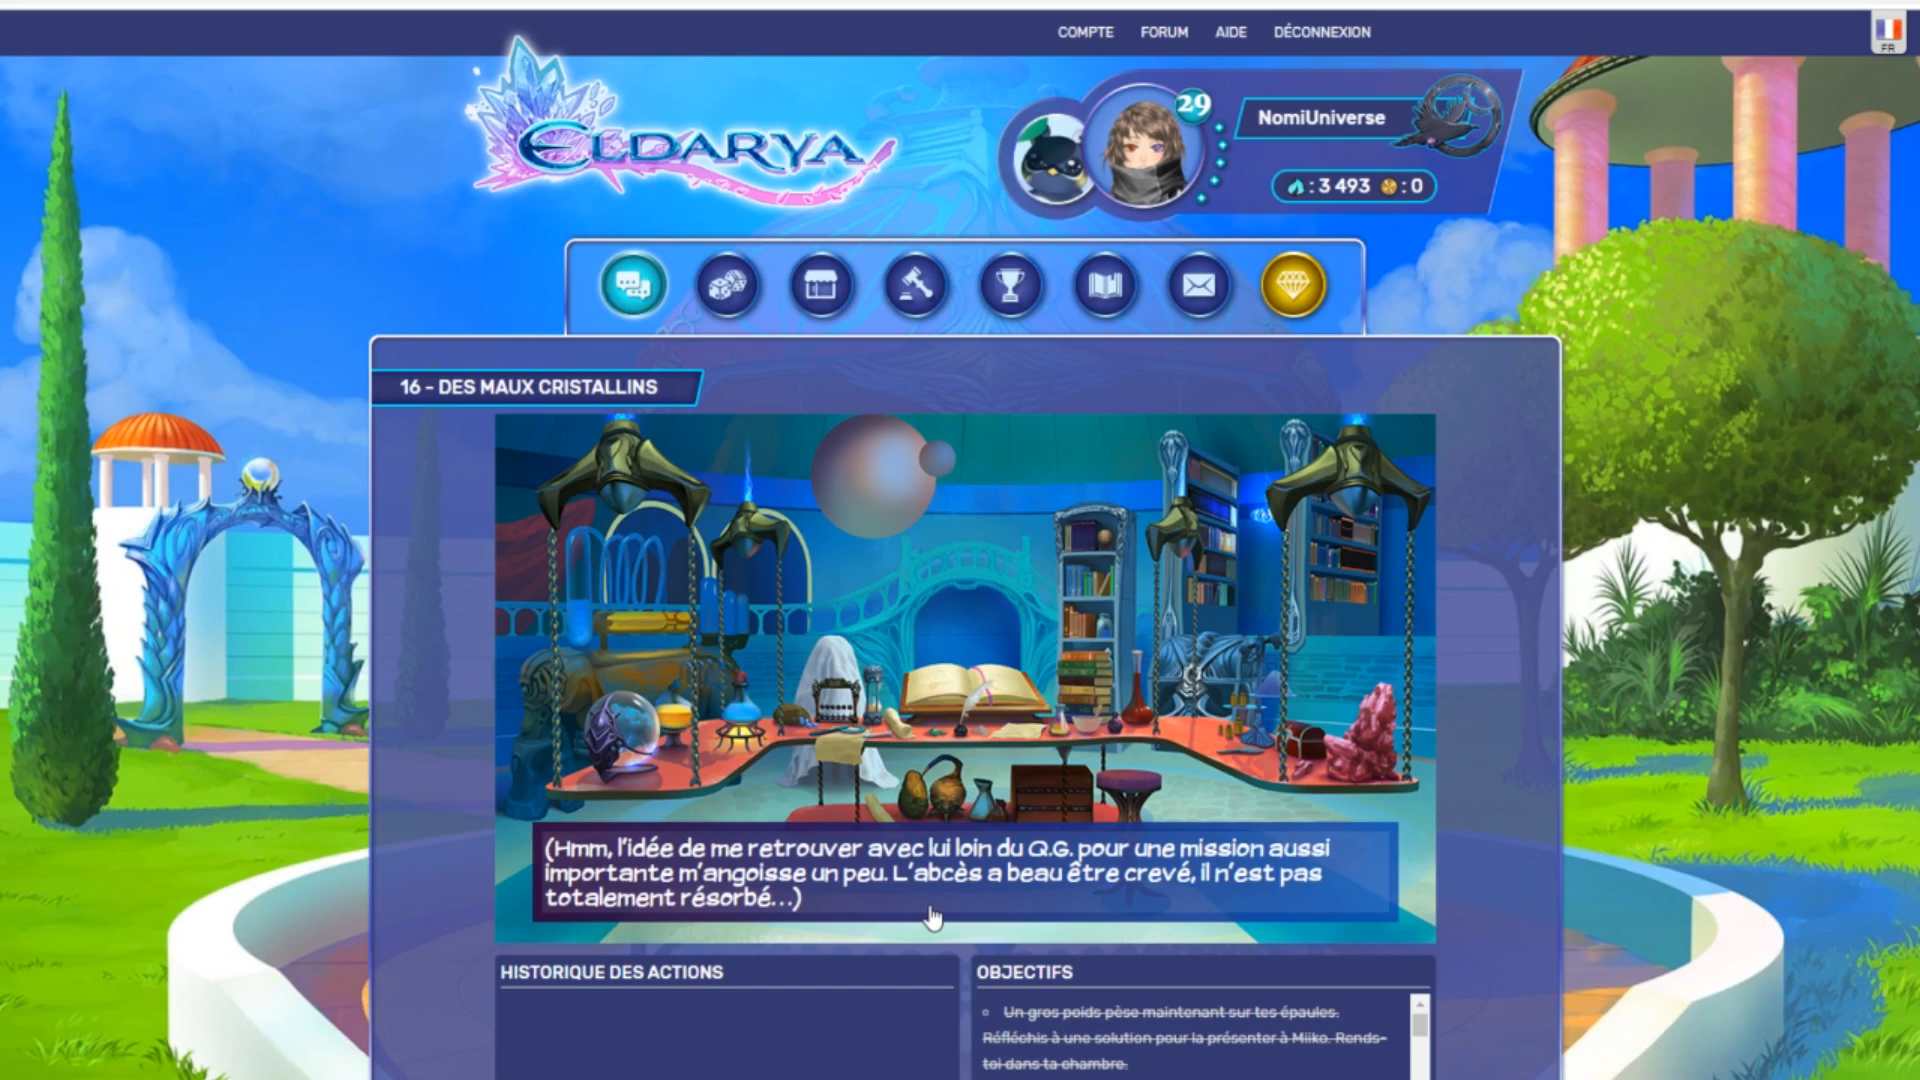 COMPTE FORUM AIDE DÉCONNEXION
FR
ELDARYA
29
NomiUniverse
: 3 493 : 0
16 - DES MAUX CRISTALLINS
(Hmm, l'idée de me retrouver avec lui loin du Q.G. pour une mission aussi
importante m'angoisse un peu. L'abcès a beau être crevé, il n'est pas
totalement résorbé...)
HISTORIQUE DES ACTIONS
OBJECTIFS
Un gros poids pèse maintenant sur tes épaules.
Réfléchis à une solution pour la présenter à Miiko. Rends-
toi dans ta chambre.